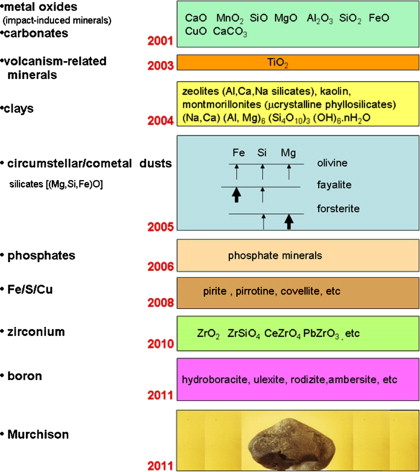 • metal oxides
(impact-induced minerals)
• carbonates
2001
CaO MnO₂ SiO MgO Al₂O₃ SiO₂ FeO
CuO CaCO₃
• volcanism-related
minerals
2003
TiO₂
• clays
2004
zeolites (Al,Ca,Na silicates), kaolin,
montmorillonites (μcrystalline phyllosilicates)
(Na,Ca) (Al, Mg)₆ (Si₄O₁₀)₃ (OH)₆.nH₂O
• circumstellar/cometal dusts
silicates [(Mg,Si,Fe)O]
2005
Fe Si Mg
olivine
fayalite
forsterite
• phosphates
2006
phosphate minerals
• Fe/S/Cu
2008
pirite , pirrotine, covellite, etc
• zirconium
2010
ZrO₂ ZrSiO₄ CeZrO₄ PbZrO₃ , etc
• boron
2011
hydroboracite, ulexite, rodizite,ambersite, etc
• Murchison
2011